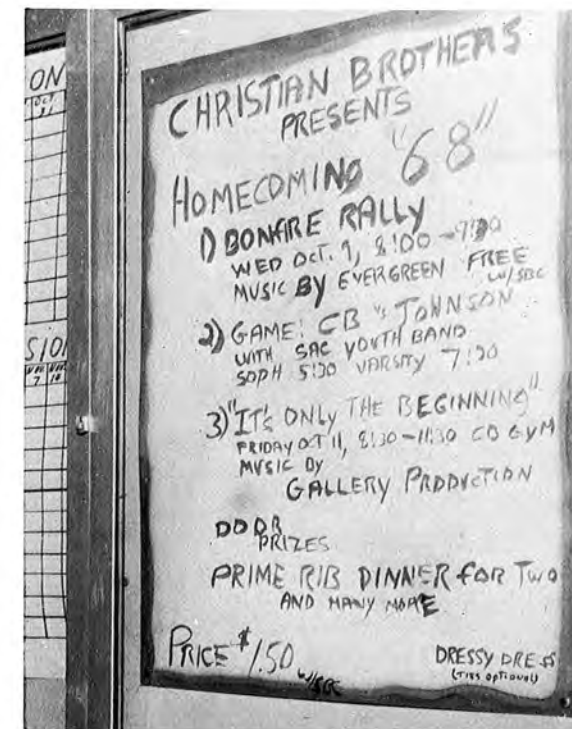 ON
CHRISTIAN BROTHERS
PRESENTS
HOMECOMING "68"
1) BONFIRE RALLY
WED OCT. 9, 8:00 - 9:30
MUSIC BY EVERGREEN FREE
W/SBC
2) GAME: CB vs JOHNSON
WITH SAC YOUTH BAND
SOPH 5:30 VARSITY 7:30
3) "IT'S ONLY THE BEGINNING"
FRIDAY OCT 11, 8:30 - 11:30 CB GYM
MUSIC BY
GALLERY PRODUCTION
DOOR
PRIZES
PRIME RIB DINNER FOR TWO
AND MANY MORE
PRICE $1.50
W/SBC
DRESSY DRESS
(TIES OPTIONAL)